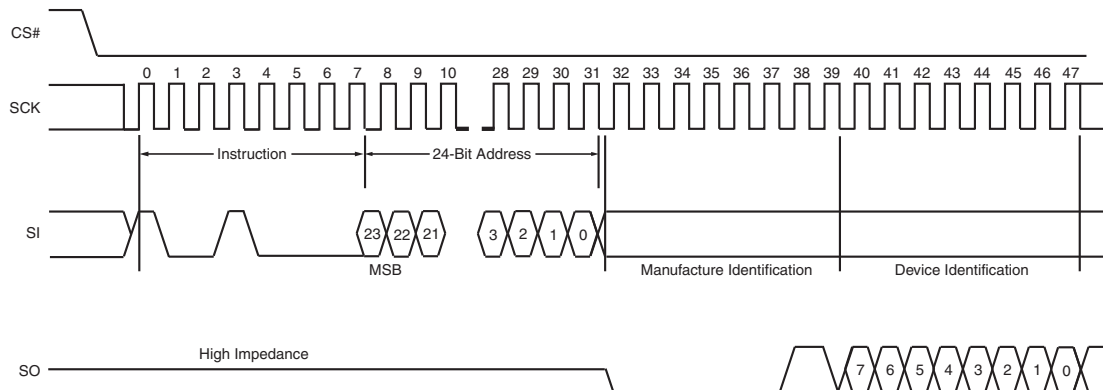 CS#
0 1 2 3 4 5 6 7 8 9 10 28 29 30 31 32 33 34 35 36 37 38 39 40 41 42 43 44 45 46 47
SCK
Instruction 24-Bit Address
SI 23 22 21 3 2 1 0
MSB Manufacture Identification Device Identification
High Impedance
SO 7 6 5 4 3 2 1 0